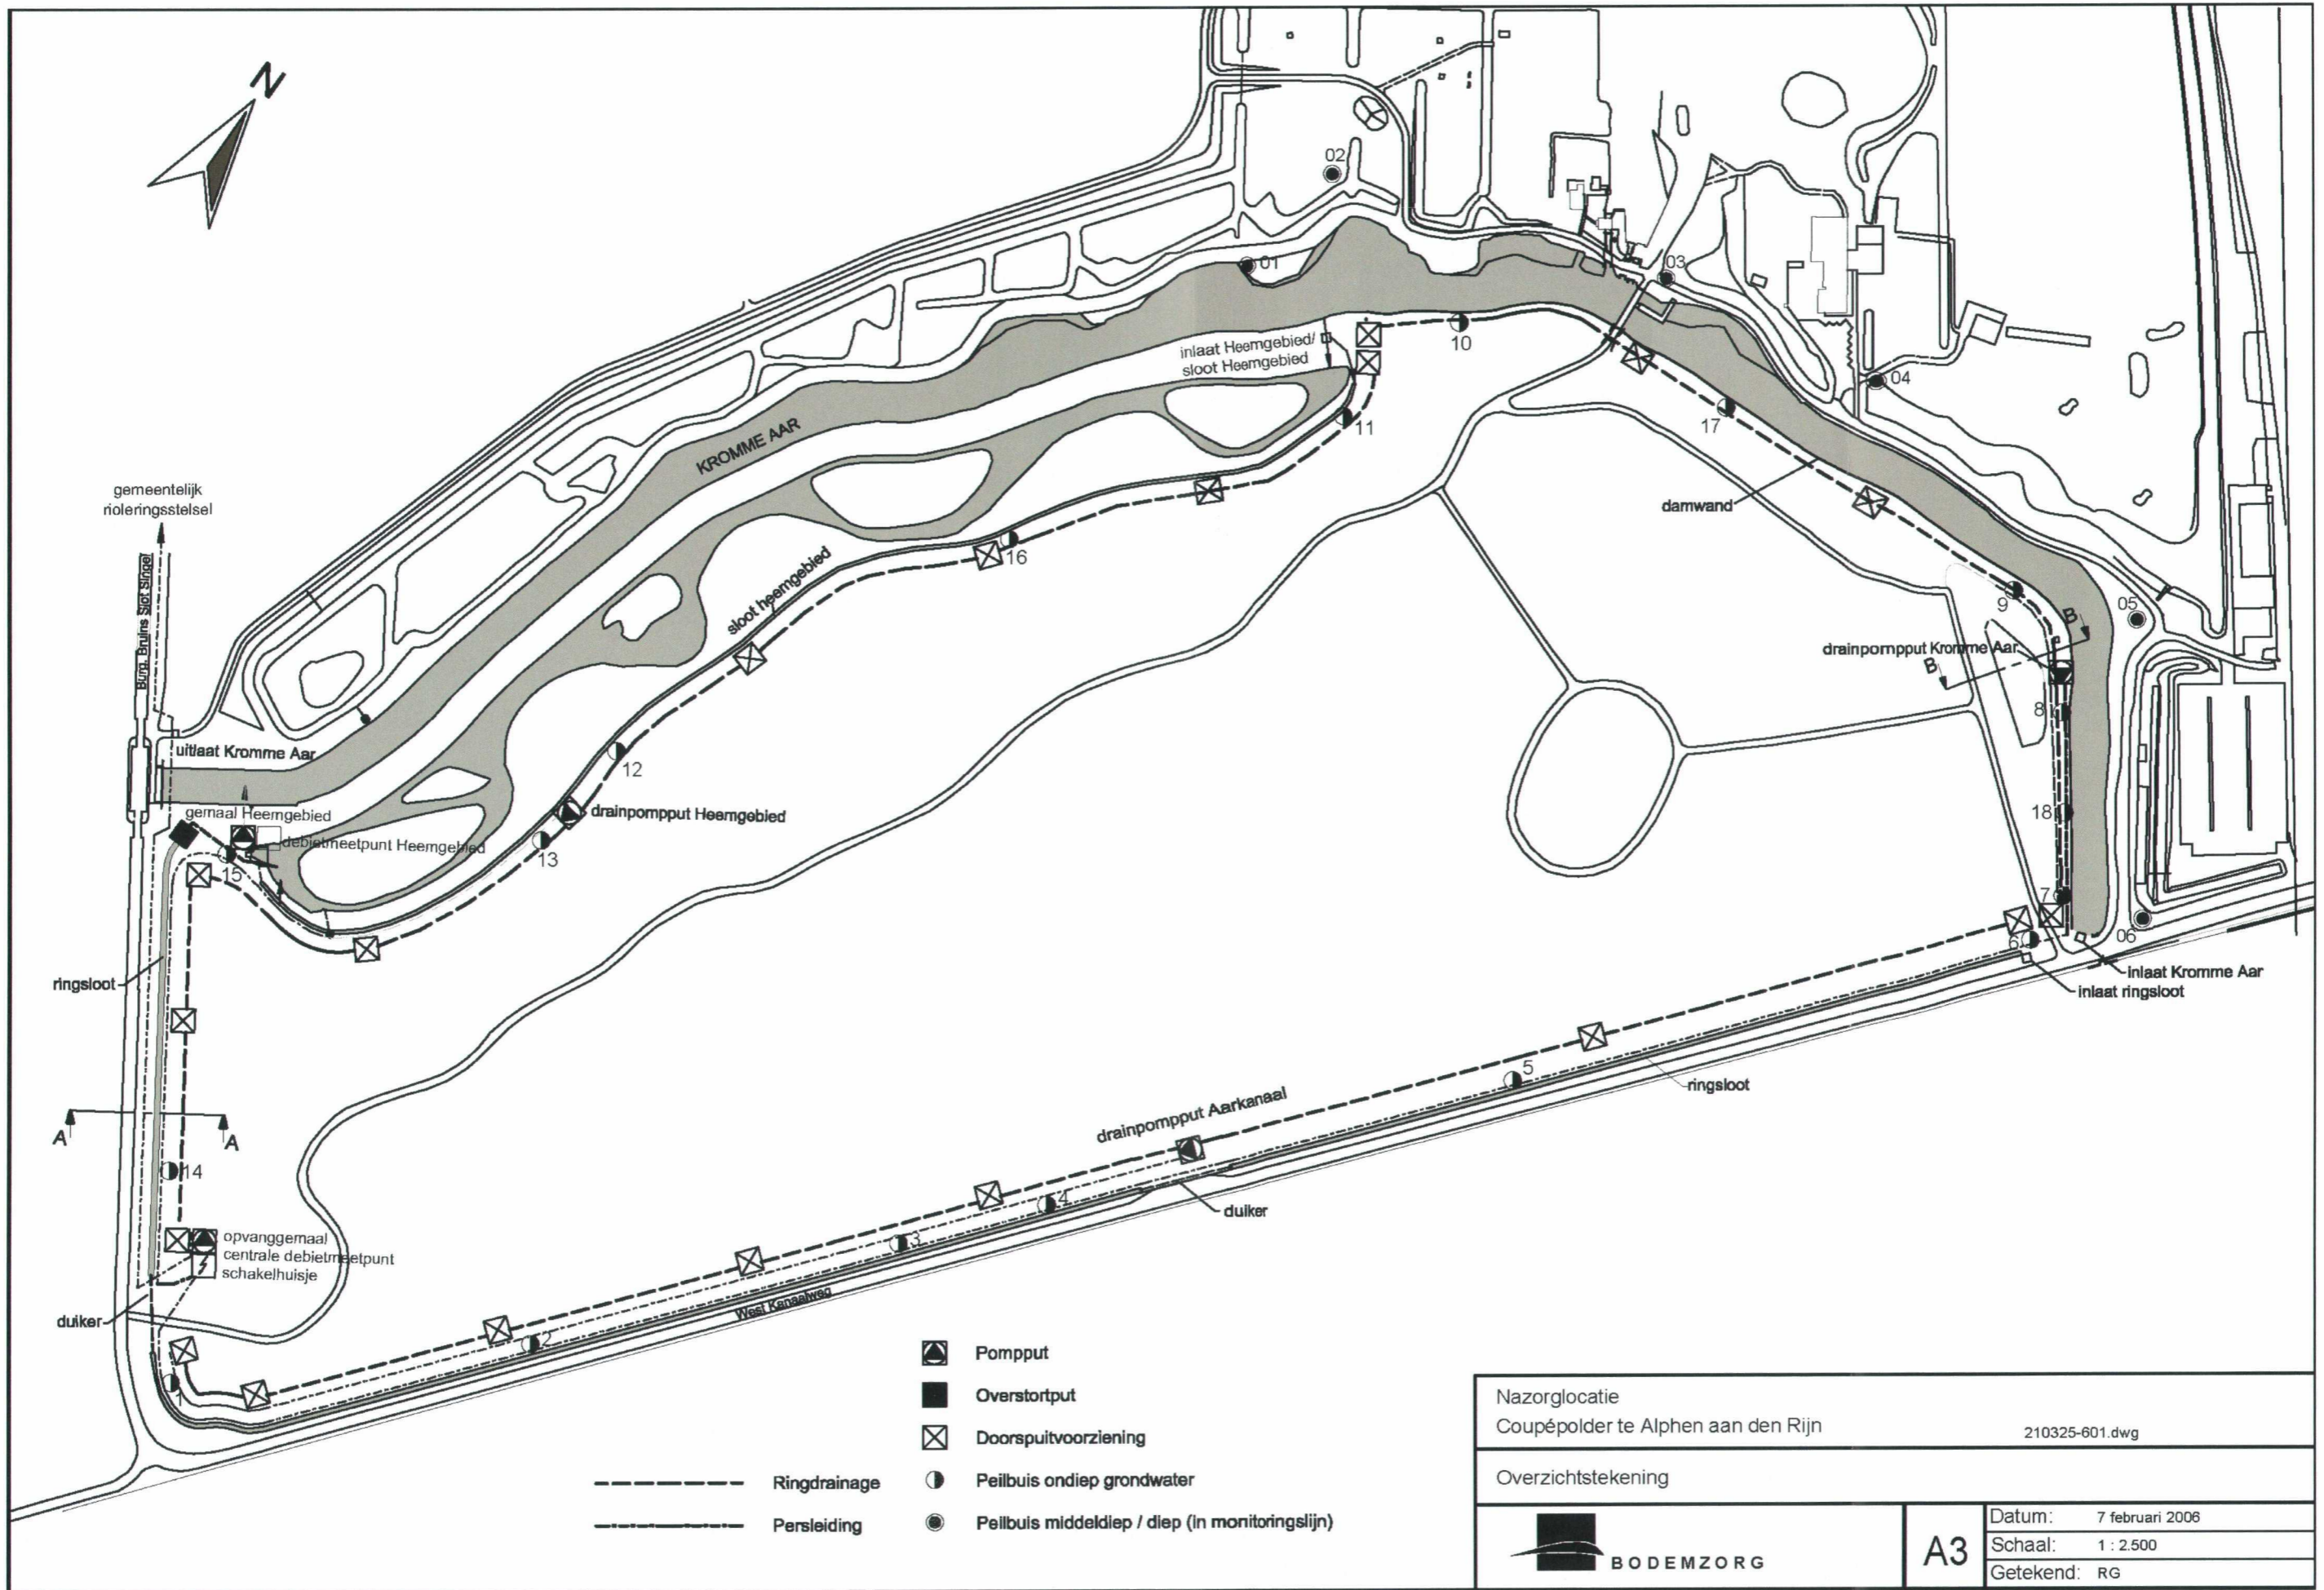 N
02
01
03
04
05
06
10
11
17
16
9
8
18
7
6
12
13
15
14
5
4
3
2
1
inlaat Heemgebied/
sloot Heemgebied
KROMME AAR
damwand
gemeentelijk
rioleringsstelsel
Burg. Bruins Slot Singel
sloot heemgebied
drainpompput Kromme Aar
B
B
uitlaat Kromme Aar
gemaal Heemgebied
debietmeetpunt Heemgebied
drainpompput Heemgebied
ringsloot
inlaat Kromme Aar
inlaat ringsloot
ringsloot
A
A
drainpompput Aarkanaal
duiker
opvanggemaal
centrale debietmeetpunt
schakelhuisje
duiker
West Kanaalweg
Pompput
Overstortput
Doorspuitvoorziening
Ringdrainage
Peilbuis ondiep grondwater
Persleiding
Peilbuis middeldiep / diep (in monitoringslijn)
Nazorglocatie
Coupépolder te Alphen aan den Rijn
210325-601.dwg
Overzichtstekening
BODEMZORG
A3
Datum: 7 februari 2006
Schaal: 1 : 2.500
Getekend: RG